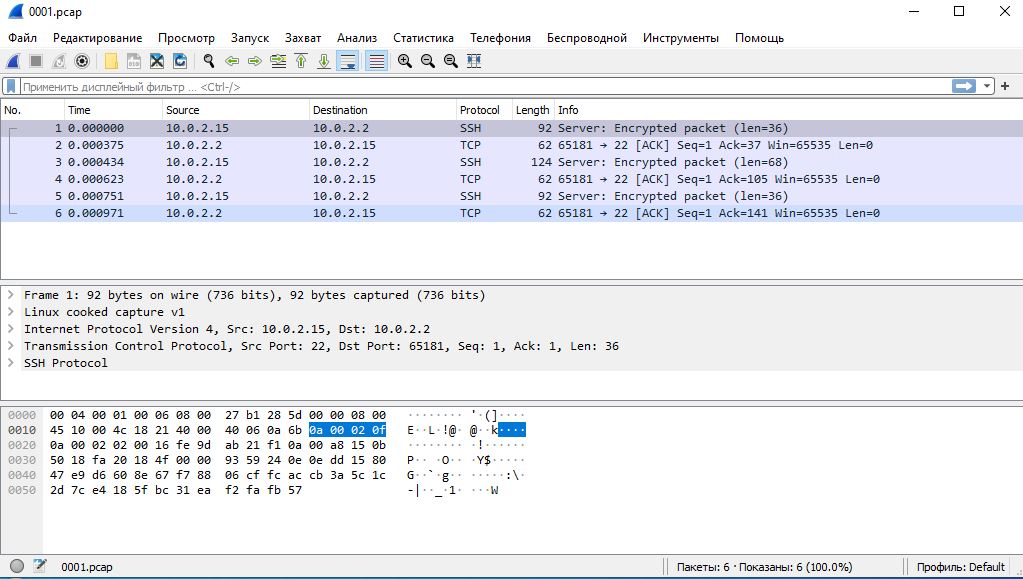 0001.pcap
Файл Редактирование Просмотр Запуск Захват Анализ Статистика Телефония Беспроводной Инструменты Помощь
Применить дисплейный фильтр ... <Ctrl-/>
No. Time Source Destination Protocol Length Info
1 0.000000 10.0.2.15 10.0.2.2 SSH 92 Server: Encrypted packet (len=36)
2 0.000375 10.0.2.2 10.0.2.15 TCP 62 65181 → 22 [ACK] Seq=1 Ack=37 Win=65535 Len=0
3 0.000434 10.0.2.15 10.0.2.2 SSH 124 Server: Encrypted packet (len=68)
4 0.000623 10.0.2.2 10.0.2.15 TCP 62 65181 → 22 [ACK] Seq=1 Ack=105 Win=65535 Len=0
5 0.000751 10.0.2.15 10.0.2.2 SSH 92 Server: Encrypted packet (len=36)
6 0.000971 10.0.2.2 10.0.2.15 TCP 62 65181 → 22 [ACK] Seq=1 Ack=141 Win=65535 Len=0
Frame 1: 92 bytes on wire (736 bits), 92 bytes captured (736 bits)
Linux cooked capture v1
Internet Protocol Version 4, Src: 10.0.2.15, Dst: 10.0.2.2
Transmission Control Protocol, Src Port: 22, Dst Port: 65181, Seq: 1, Ack: 1, Len: 36
SSH Protocol
0000 00 04 00 01 00 06 08 00 27 b1 28 5d 00 00 08 00 ········ '·(]····
0010 45 10 00 4c 18 21 40 00 40 06 0a 6b 0a 00 02 0f E··L·!@· @··k····
0020 0a 00 02 02 00 16 fe 9d ab 21 f1 0a 00 a8 15 0b ········ ·!······
0030 50 18 fa 20 18 4f 00 00 93 59 24 0e 0e dd 15 80 P·· ·O·· ·Y$·····
0040 47 e9 d6 60 8e 67 f7 88 06 cf fc ac cb 3a 5c 1c G··`·g·· ·····:\·
0050 2d 7c e4 18 5f bc 31 ea f2 fa fb 57 -|··_·1· ···W
0001.pcap Пакеты: 6 · Показаны: 6 (100.0%) Профиль: Default